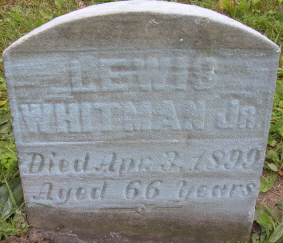 LEWIS
WHITMAN JR.
Died Apr. 3, 1899
Aged 66 Years